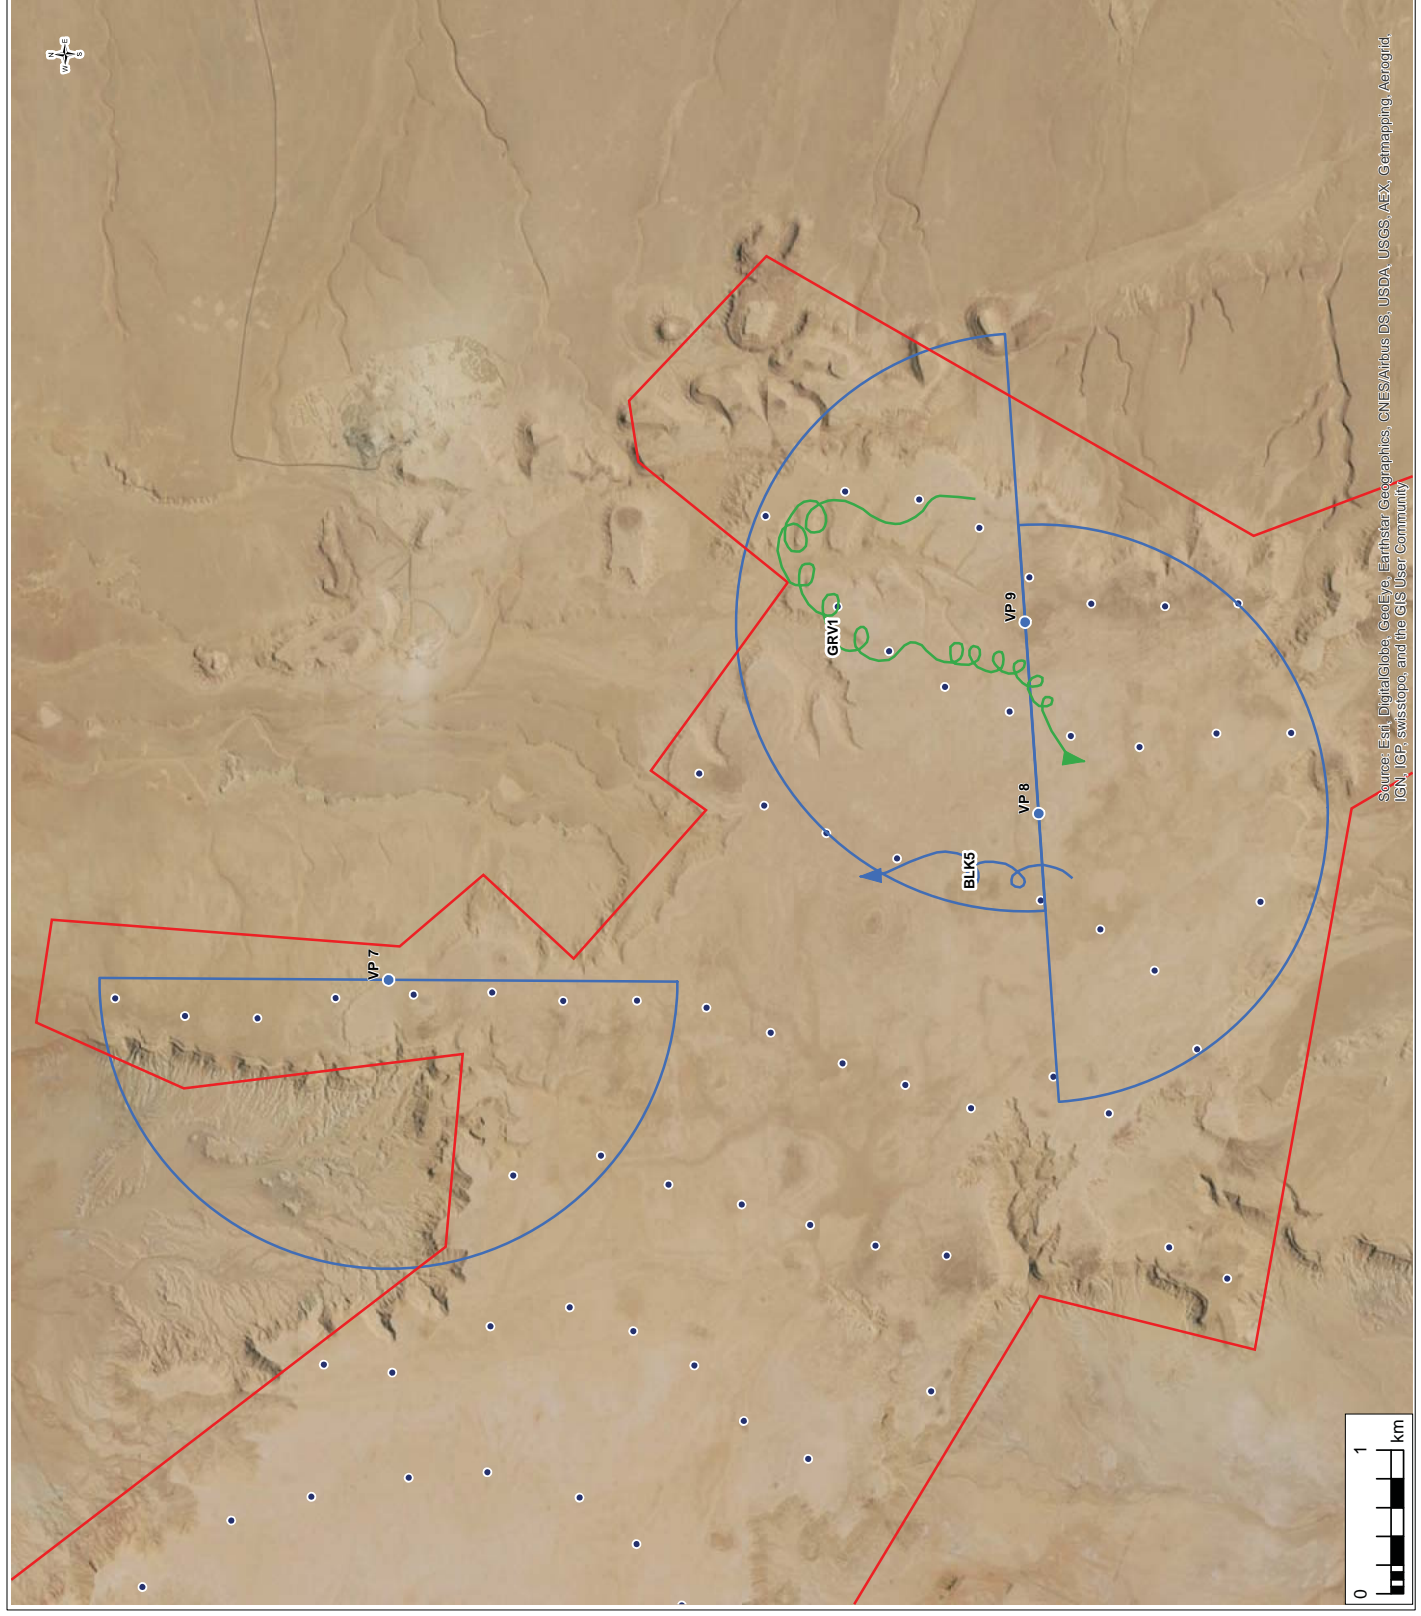 N
E
S
W
VP 7
GRV1
VP 9
VP 8
BLK5
0
1
km
Source: Esri, DigitalGlobe, GeoEye, Earthstar Geographics, CNES/Airbus DS, USDA, USGS, AEX, Getmapping, Aerogrid,
IGN, IGP, swisstopo, and the GIS User Community